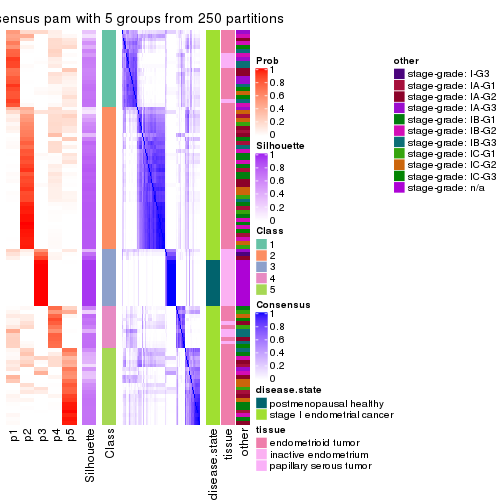 sensus pam with 5 groups from 250 partitions
Prob
1
0.8
0.6
0.4
0.2
0
Silhouette
1
0.8
0.6
0.4
0.2
0
Class
1
2
3
4
5
Consensus
1
0.8
0.6
0.4
0.2
0
disease.state
postmenopausal healthy
stage I endometrial cancer
tissue
endometrioid tumor
inactive endometrium
papillary serous tumor
other
stage-grade: I-G3
stage-grade: IA-G1
stage-grade: IA-G2
stage-grade: IA-G3
stage-grade: IB-G1
stage-grade: IB-G2
stage-grade: IB-G3
stage-grade: IC-G1
stage-grade: IC-G2
stage-grade: IC-G3
stage-grade: n/a
p1
p2
p3
p4
p5
Silhouette
Class
disease.state
tissue
other